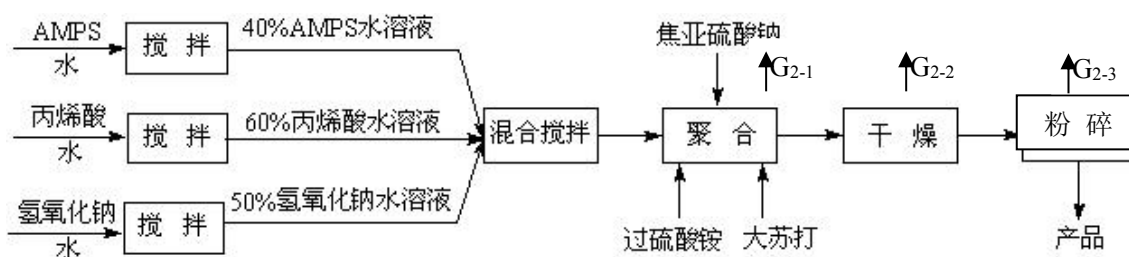 AMPS
水
搅 拌
40%AMPS水溶液
丙烯酸
水
搅 拌
60%丙烯酸水溶液
氢氧化钠
水
搅 拌
50%氢氧化钠水溶液
混合搅拌
焦亚硫酸钠
G2-1
聚 合
过硫酸铵
大苏打
G2-2
干 燥
G2-3
粉 碎
产品